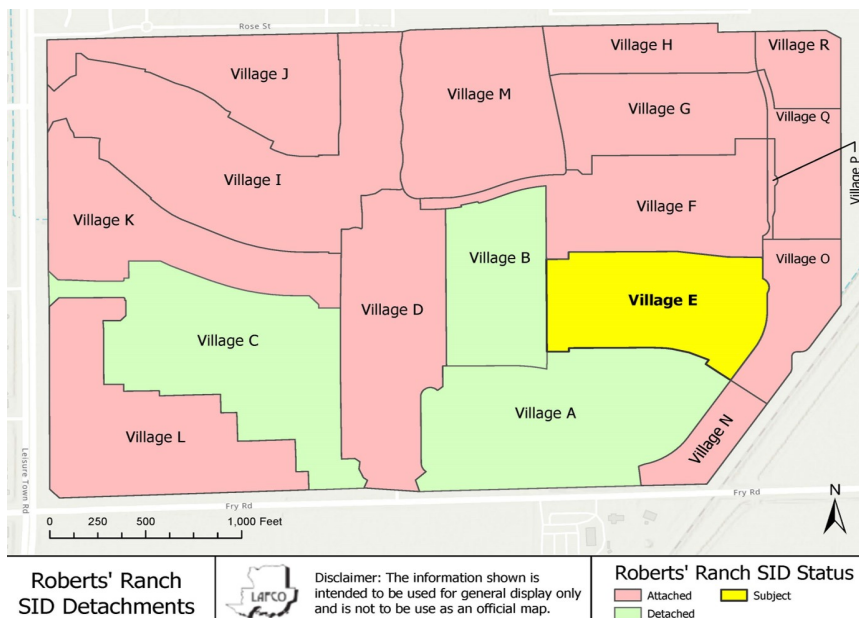 Rose St
Village H
Village R
Village J
Village M
Village G
Village Q
Village P
Village I
Village F
Village K
Village B
Village O
Village E
Village D
Village C
Village A
Village L
Village N
Leisure Town Rd
Fry Rd
Fry Rd
N
0 250 500 1,000 Feet
Roberts' Ranch
SID Detachments
LAFCO
Disclaimer: The information shown is
intended to be used for general display only
and is not to be use as an official map.
Roberts' Ranch SID Status
Attached Subject
Detached